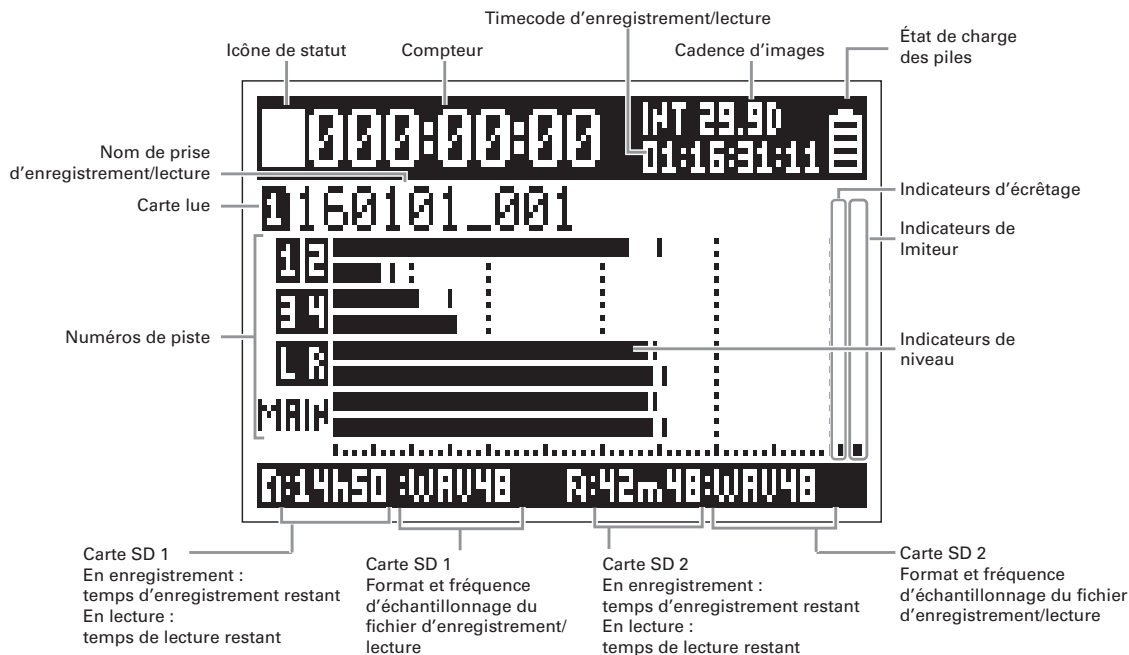 Timecode d'enregistrement/lecture
Icône de statut
Compteur
Cadence d'images
État de charge
des piles
000:00:00
INT 29.9D
01:16:31:11
Nom de prise
d'enregistrement/lecture
Carte lue
1 160101_001
Indicateurs d'écrêtage
Indicateurs de
lmiteur
1 2
3 4
Numéros de piste
L R
Indicateurs de
niveau
MAIN
:14h50 :WAV48
:42m48:WAV48
Carte SD 1
En enregistrement :
temps d'enregistrement restant
En lecture :
temps de lecture restant
Carte SD 1
Format et fréquence
d'échantillonnage du
fichier d'enregistrement/
lecture
Carte SD 2
En enregistrement :
temps d'enregistrement restant
En lecture :
temps de lecture restant
Carte SD 2
Format et fréquence
d'échantillonnage du fichier
d'enregistrement/lecture